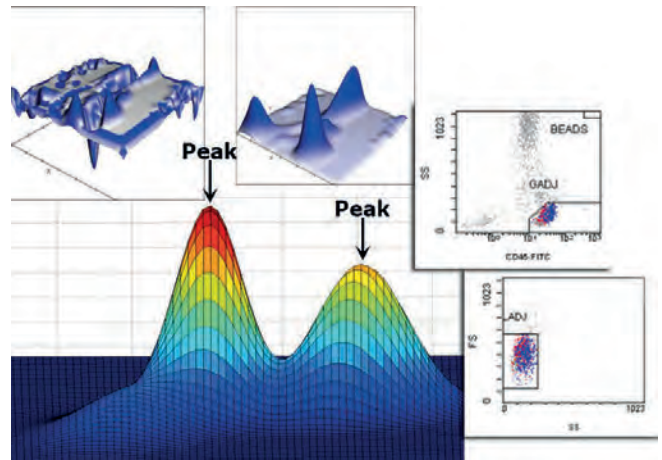 Peak
Peak
1023
SS
0
BEADS
GADJ
10⁰
10¹
10²
10³
CD45-FITC
1023
FS
0
ADJ
0
1023
SS